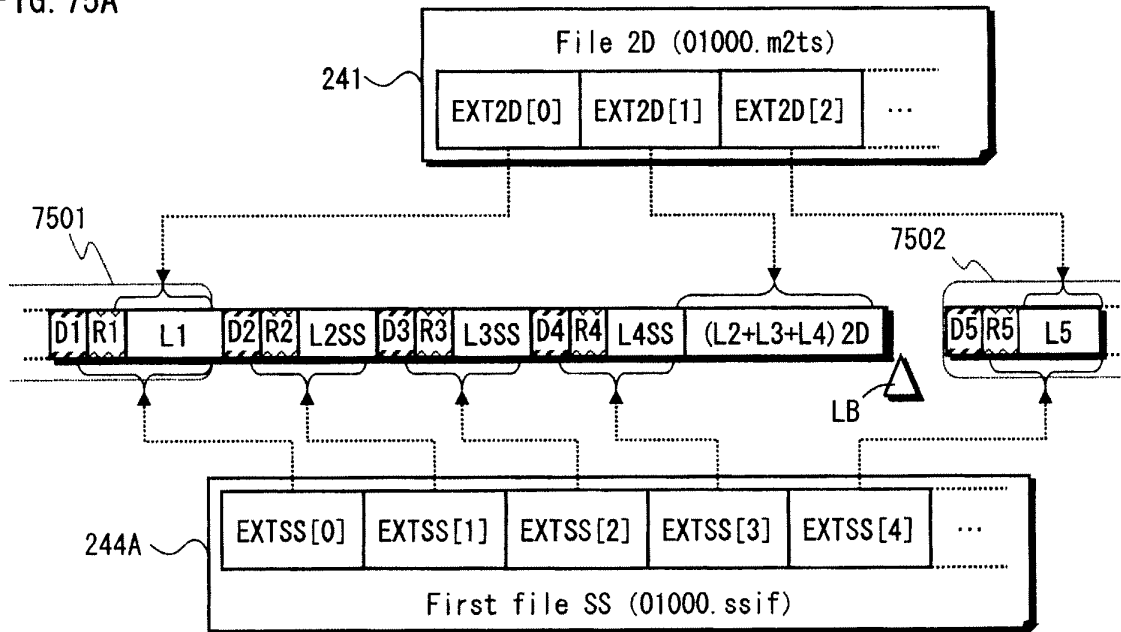 FIG. 75A
File 2D (01000.m2ts)
241
EXT2D[0] EXT2D[1] EXT2D[2] ...
7501
7502
D1 R1 L1 D2 R2 L2SS D3 R3 L3SS D4 R4 L4SS (L2+L3+L4)2D D5 R5 L5
LB
EXTSS[0] EXTSS[1] EXTSS[2] EXTSS[3] EXTSS[4] ...
244A
First file SS (01000.ssif)